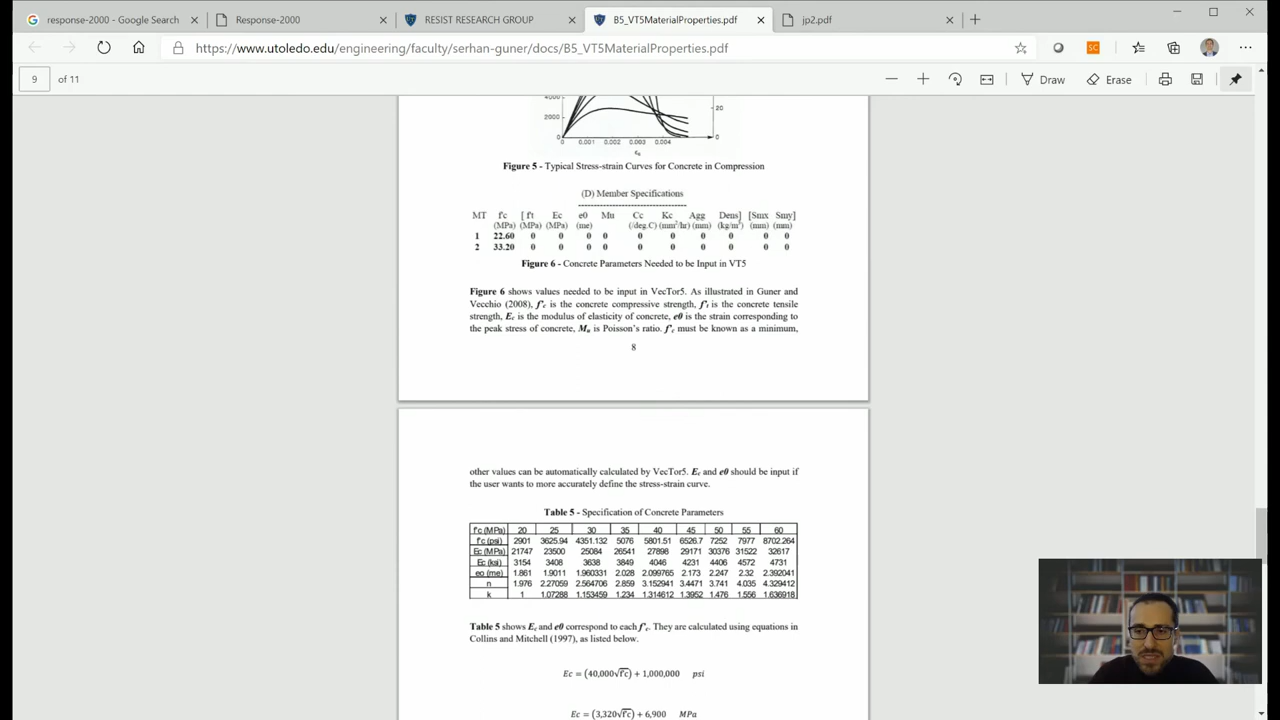 response-2000 - Google Search
Response-2000
RESIST RESEARCH GROUP
B5_VT5MaterialProperties.pdf
jp2.pdf
https://www.utoledo.edu/engineering/faculty/serhan-guner/docs/B5_VT5MaterialProperties.pdf
SC
9 of 11
Draw
Erase
4000
2000
0
0 0.001 0.002 0.003 0.004
20
0
Figure 5 - Typical Stress-strain Curves for Concrete in Compression
(D) Member Specifications
MT f'c [ ft Ec e0 Mu Cc Kc Agg Dens] [Smx Smy]
(MPa) (MPa) (MPa) (me) (/deg.C) (mm²/hr) (mm) (kg/m³) (mm) (mm)
1 22.60 0 0 0 0 0 0 0 0 0 0
2 33.20 0 0 0 0 0 0 0 0 0 0
Figure 6 - Concrete Parameters Needed to be Input in VT5
Figure 6 shows values needed to be input in VecTor5. As illustrated in Guner and
Vecchio (2008), f'c is the concrete compressive strength, f't is the concrete tensile
strength, Ec is the modulus of elasticity of concrete, e0 is the strain corresponding to
the peak stress of concrete, Mu is Poisson's ratio. f'c must be known as a minimum,
8
other values can be automatically calculated by VecTor5. Ec and e0 should be input if
the user wants to more accurately define the stress-strain curve.
Table 5 - Specification of Concrete Parameters
f'c (MPa) 20 25 30 35 40 45 50 55 60
f'c (psi) 2901 3625.94 4351.132 5076 5801.51 6526.7 7252 7977 8702.264
Ec (MPa) 21747 23500 25084 26541 27898 29171 30376 31522 32617
Ec (ksi) 3154 3408 3638 3849 4046 4231 4406 4572 4731
eo (me) 1.861 1.9011 1.960331 2.028 2.099765 2.173 2.247 2.32 2.392041
n 1.976 2.27059 2.564706 2.859 3.152941 3.4471 3.741 4.035 4.329412
k 1 1.07288 1.153459 1.234 1.314612 1.3952 1.476 1.556 1.636918
Table 5 shows Ec and e0 correspond to each f'c. They are calculated using equations in
Collins and Mitchell (1997), as listed below.
Ec = (40,000√f'c) + 1,000,000 psi
Ec = (3,320√f'c) + 6,900 MPa